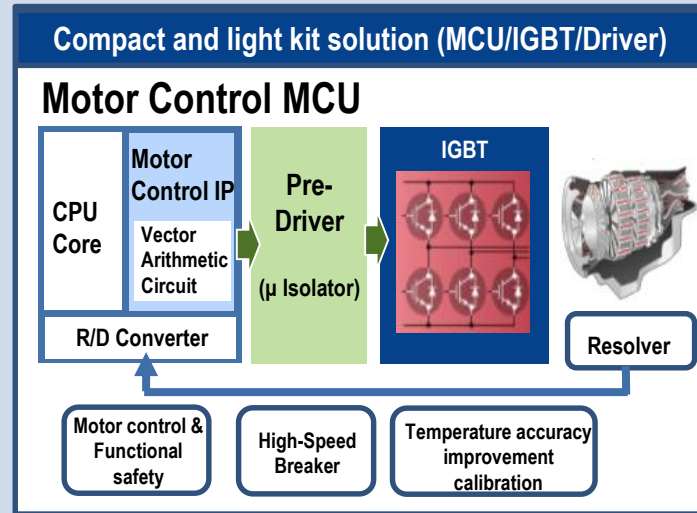 Compact and light kit solution (MCU/IGBT/Driver)
Motor Control MCU
CPU
Core
Motor
Control IP
Vector
Arithmetic
Circuit
R/D Converter
Pre-
Driver
(μ Isolator)
IGBT
Resolver
Motor control &
Functional
safety
High-Speed
Breaker
Temperature accuracy
improvement
calibration